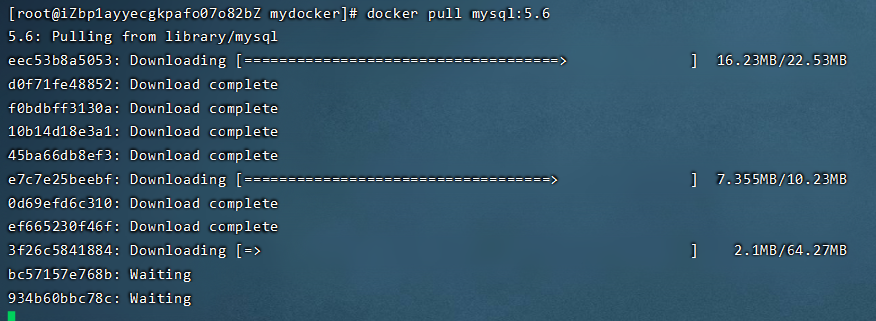 [root@iZbp1ayyecgkpafo07o82bZ mydocker]# docker pull mysql:5.6
5.6: Pulling from library/mysql
eec53b8a5053: Downloading [====================================>              ]  16.23MB/22.53MB
d0f71fe48852: Download complete
f0bdbff3130a: Download complete
10b14d18e3a1: Download complete
45ba66db8ef3: Download complete
e7c7e25beebf: Downloading [===================================>               ]  7.355MB/10.23MB
0d69efd6c310: Download complete
ef665230f46f: Download complete
3f26c5841884: Downloading [=>                                                 ]    2.1MB/64.27MB
bc57157e768b: Waiting
934b60bbc78c: Waiting